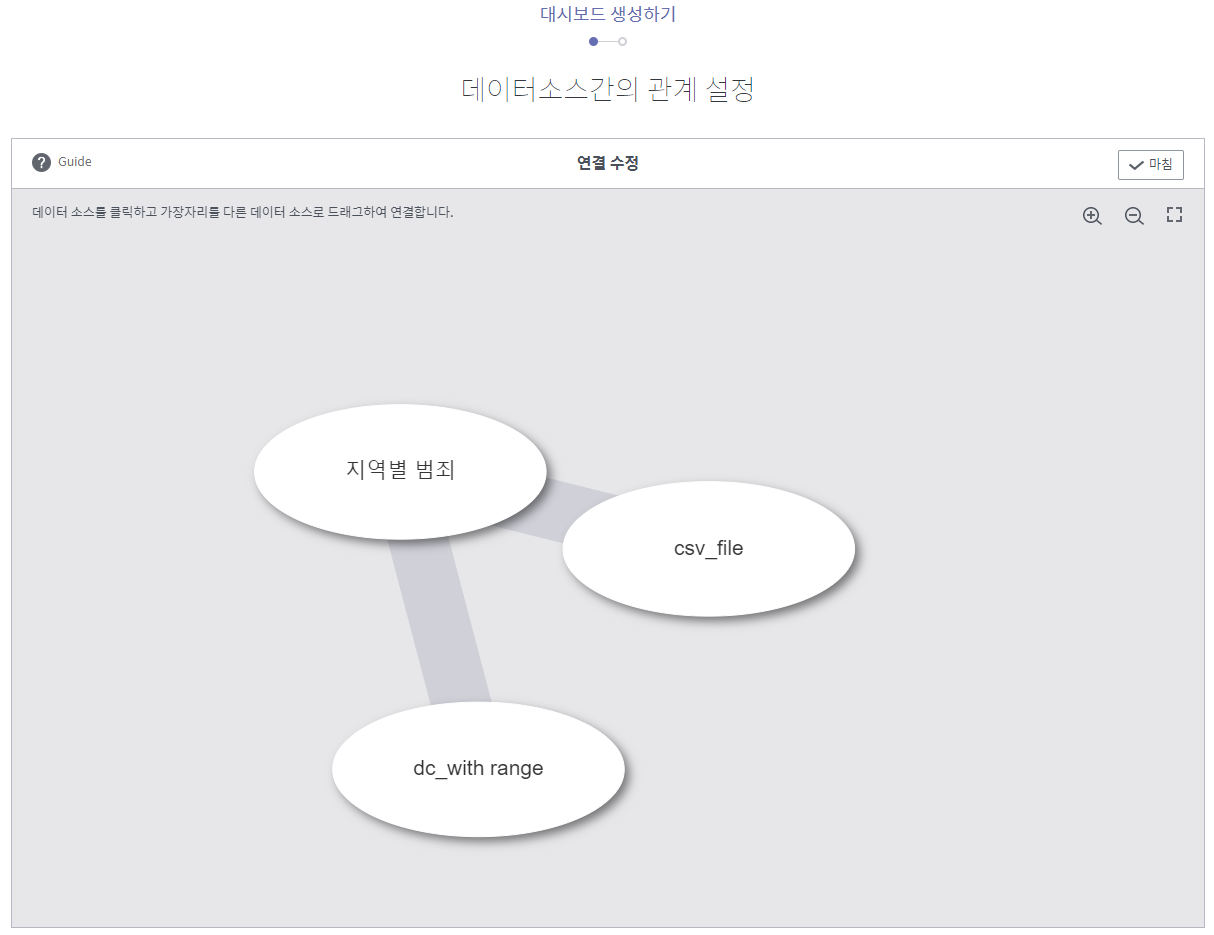 대시보드 생성하기
데이터소스간의 관계 설정
? Guide
연결 수정
마침
데이터 소스를 클릭하고 가장자리를 다른 데이터 소스로 드래그하여 연결합니다.
지역별 범죄
csv_file
dc_with range